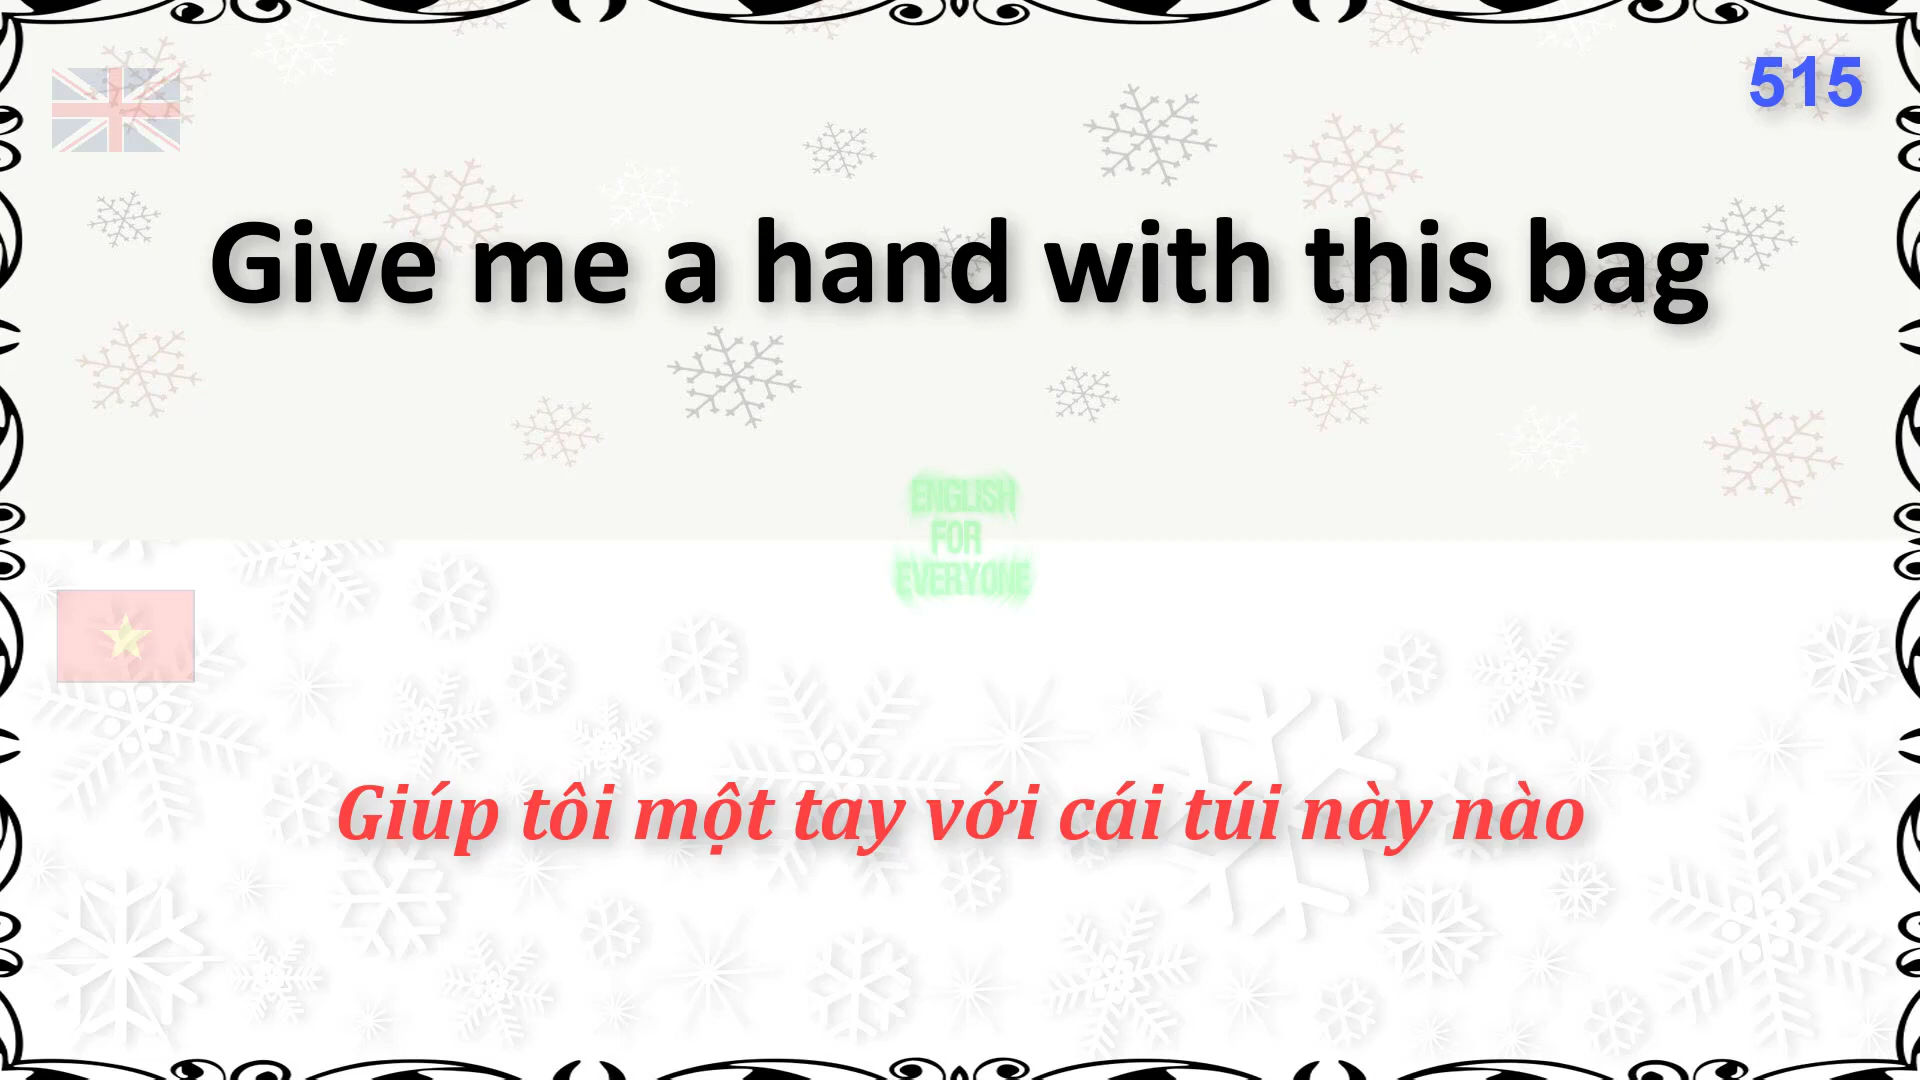 515
Give me a hand with this bag
ENGLISH
FOR
EVERYONE
Giúp tôi một tay với cái túi này nào